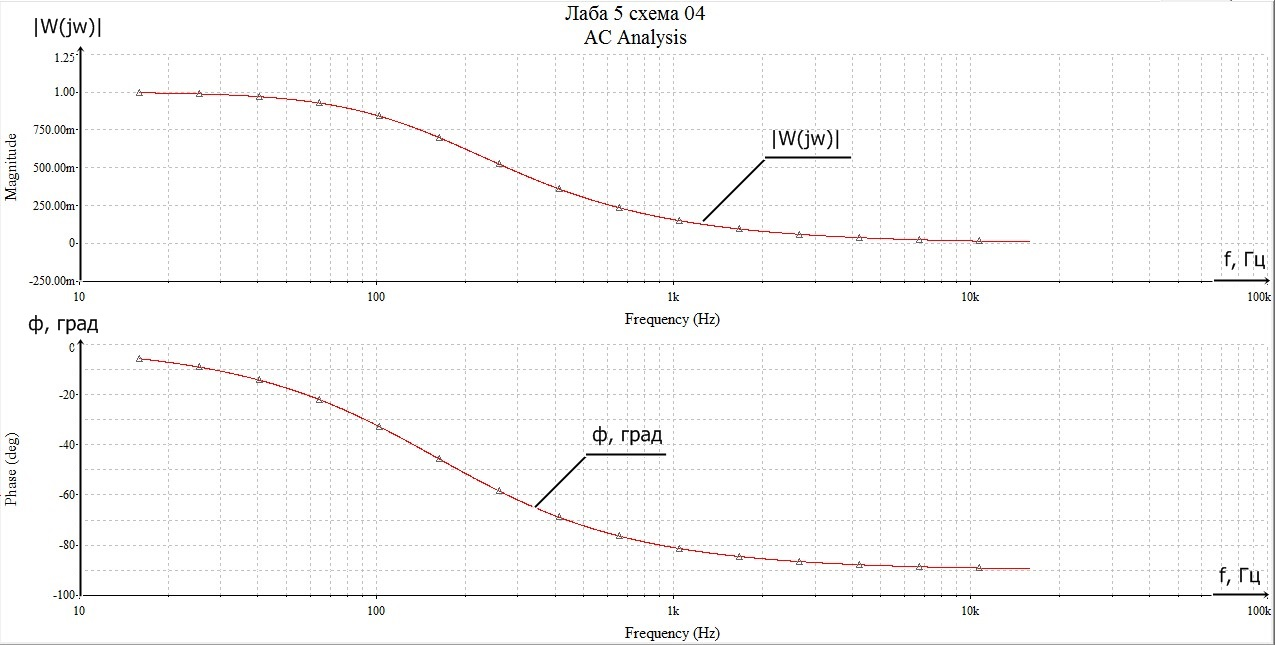 Лаба 5 схема 04
AC Analysis
|W(jw)|
1.25
1.00
750.00m
500.00m
250.00m
0
-250.00m
Magnitude
|W(jw)|
f, Гц
10
100
1k
10k
100k
Frequency (Hz)
ф, град
0
-20
-40
-60
-80
-100
Phase (deg)
ф, град
f, Гц
10
100
1k
10k
100k
Frequency (Hz)